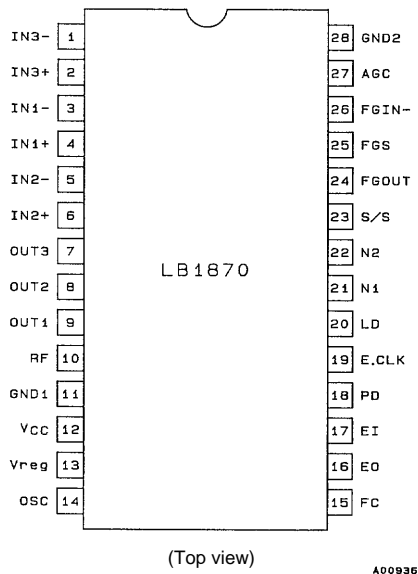 IN3- 1 28 GND2
IN3+ 2 27 AGC
IN1- 3 26 FGIN-
IN1+ 4 25 FGS
IN2- 5 24 FGOUT
IN2+ 6 23 S/S
OUT3 7 22 N2
LB1870
OUT2 8 21 N1
OUT1 9 20 LD
RF 10 19 E.CLK
GND1 11 18 PD
VCC 12 17 EI
Vreg 13 16 EO
OSC 14 15 FC
(Top view)
A00936